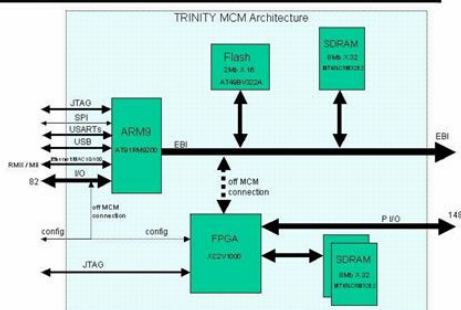 TRINITY MCM Architecture
Flash
2Mb X 16
AT49BV322A
SDRAM
8Mb X 32
JTAG
SPI
USARTs
USB
RMII / MII
I/O
82
ARM9
AT91RM9200
EBI
EBI
off MCM
connection
off MCM
connection
config
config
JTAG
FPGA
XC2V1000
P I/O
148
SDRAM
8Mb X 32